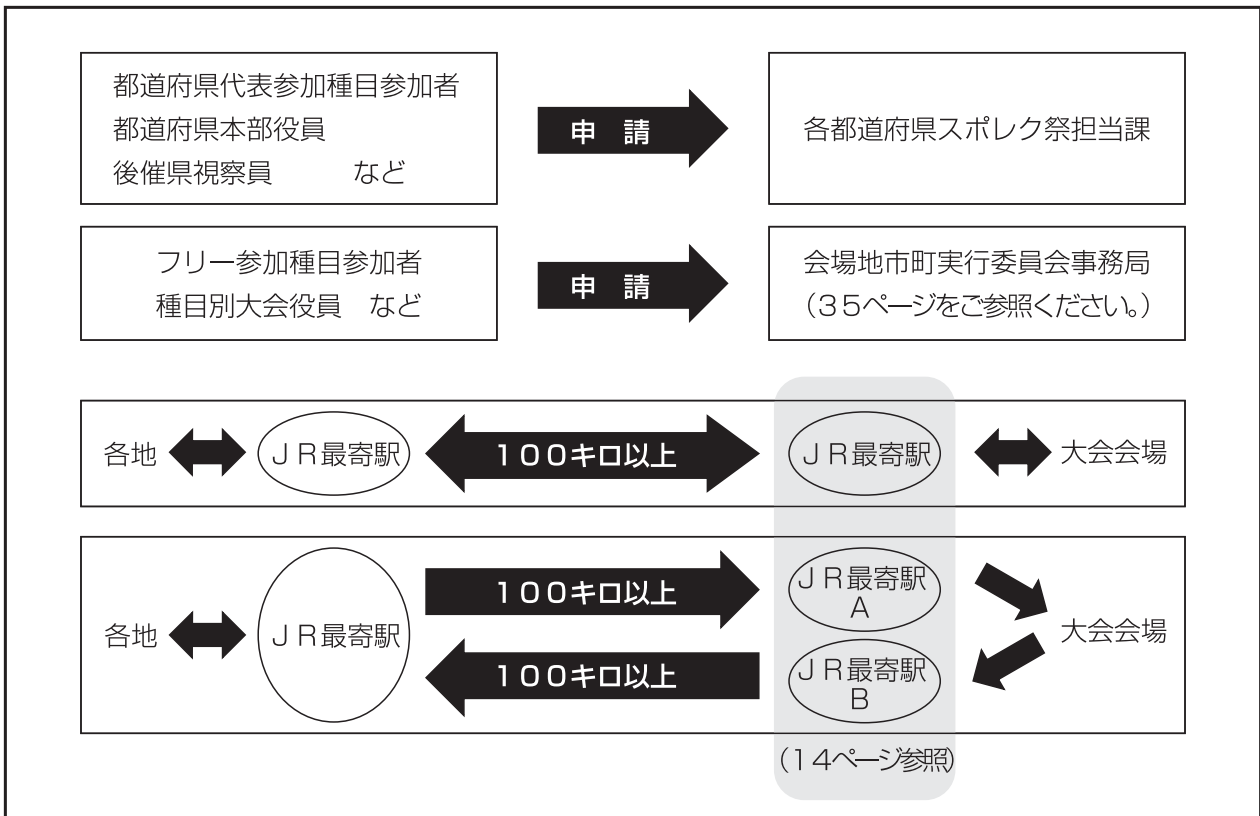 都道府県代表参加種目参加者
都道府県本部役員
後催県視察員　　　など
申　請
各都道府県スポレク祭担当課
フリー参加種目参加者
種目別大会役員　など
申　請
会場地市町実行委員会事務局
（３５ページをご参照ください。）
各地
ＪＲ最寄駅
１００キロ以上
ＪＲ最寄駅
大会会場
各地
ＪＲ最寄駅
１００キロ以上
１００キロ以上
ＪＲ最寄駅
A
ＪＲ最寄駅
B
大会会場
（１４ページ参照）